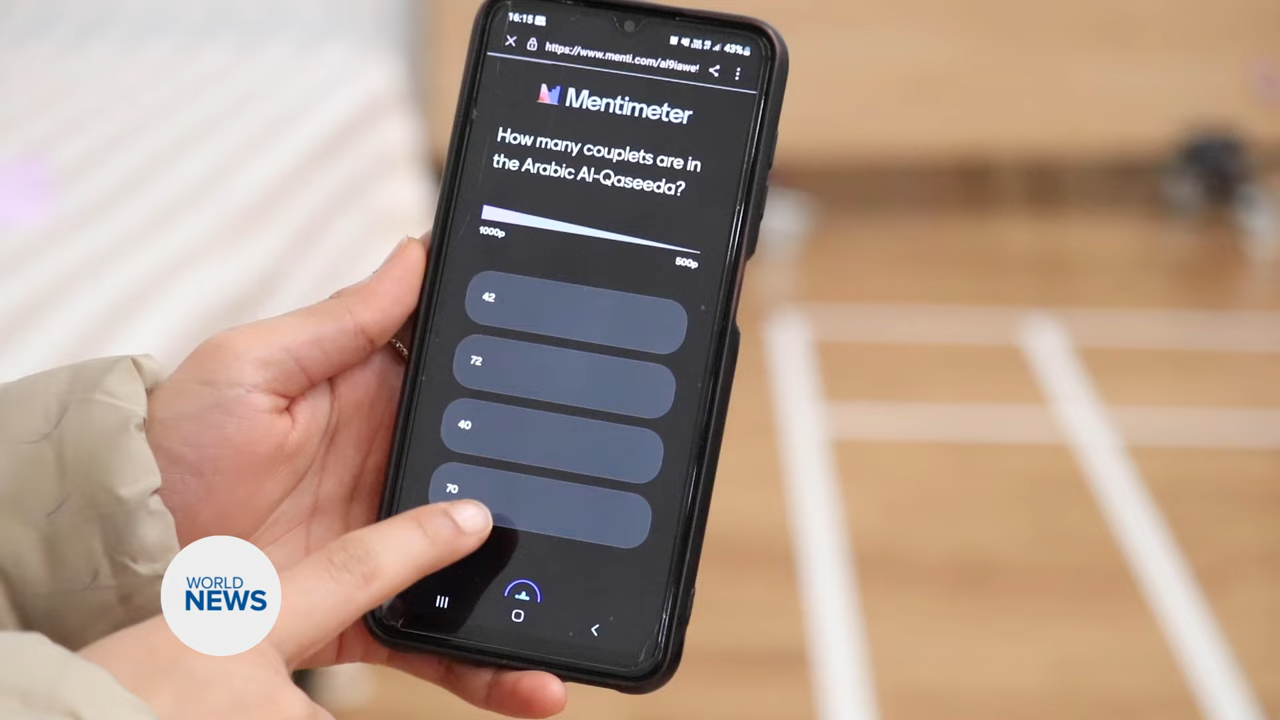 16:15
43%
https://www.menti.com/al9iawe
Mentimeter
How many couplets are in
the Arabic Al-Qaseeda?
1000p
500p
42
72
40
70
WORLD
NEWS